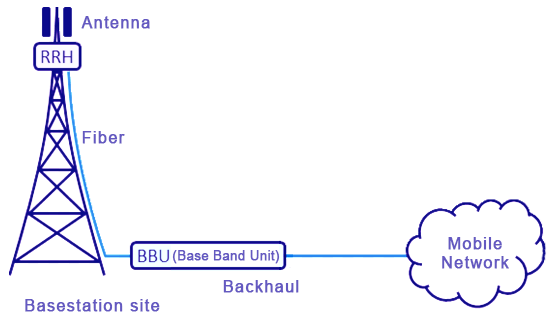 Antenna
RRH
Fiber
BBU (Base Band Unit)
Backhaul
Mobile
Network
Basestation site